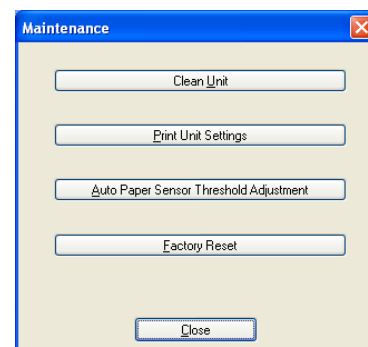 Maintenance
Clean Unit
Print Unit Settings
Auto Paper Sensor Threshold Adjustment
Factory Reset
Close